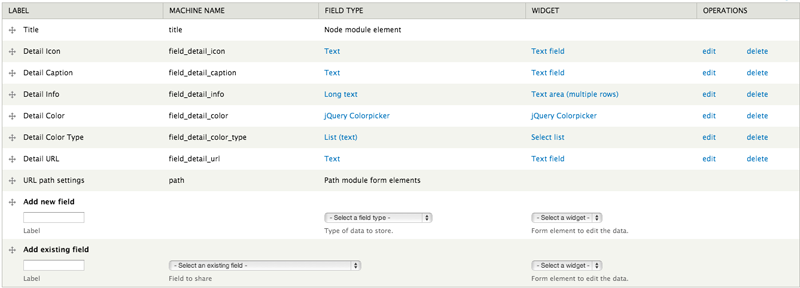 LABEL MACHINE NAME FIELD TYPE WIDGET OPERATIONS
Title title Node module element
Detail Icon field_detail_icon Text Text field edit delete
Detail Caption field_detail_caption Text Text field edit delete
Detail Info field_detail_info Long text Text area (multiple rows) edit delete
Detail Color field_detail_color jQuery Colorpicker jQuery Colorpicker edit delete
Detail Color Type field_detail_color_type List (text) Select list edit delete
Detail URL field_detail_url Text Text field edit delete
URL path settings path Path module form elements
Add new field
- Select a field type - - Select a widget -
Label Type of data to store. Form element to edit the data.
Add existing field
- Select an existing field - - Select a widget -
Label Field to share Form element to edit the data.